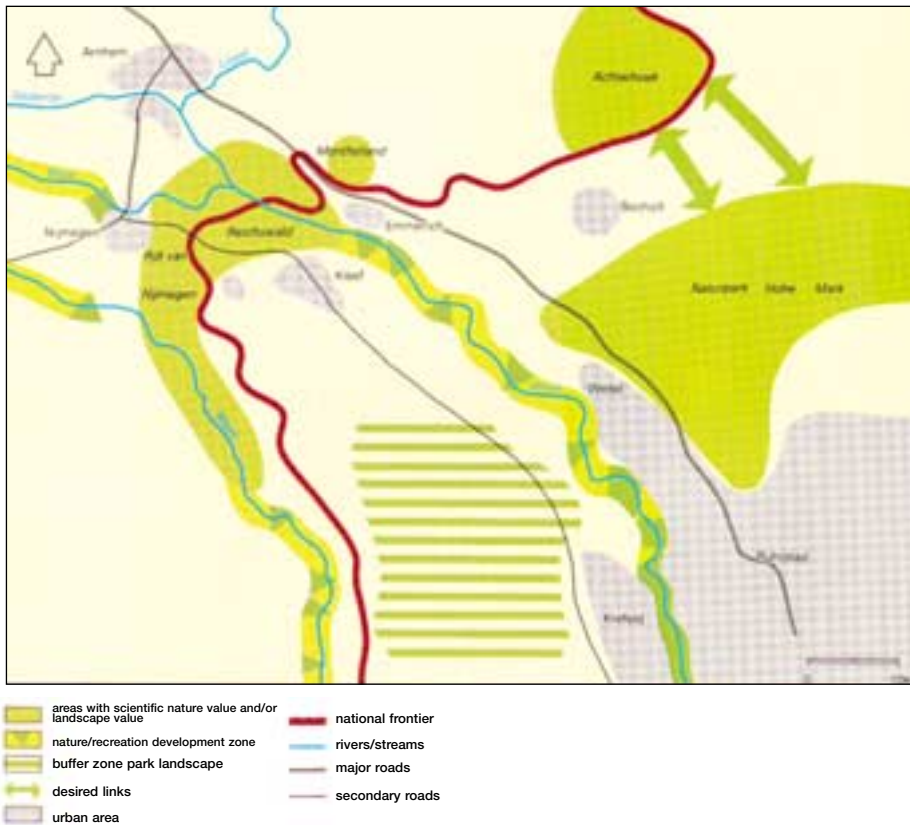 Arnhem
Achterhoek
Montferland
Nijmegen
Reichswald
Emmerich
Bocholt
Rijk van
Nijmegen
Kleef
Naturpark Hohe Mark
Wesel
Ruhrgebied
Krefeld
0
areas with scientific nature value and/or
landscape value
nature/recreation development zone
buffer zone park landscape
desired links
urban area
national frontier
rivers/streams
major roads
secondary roads